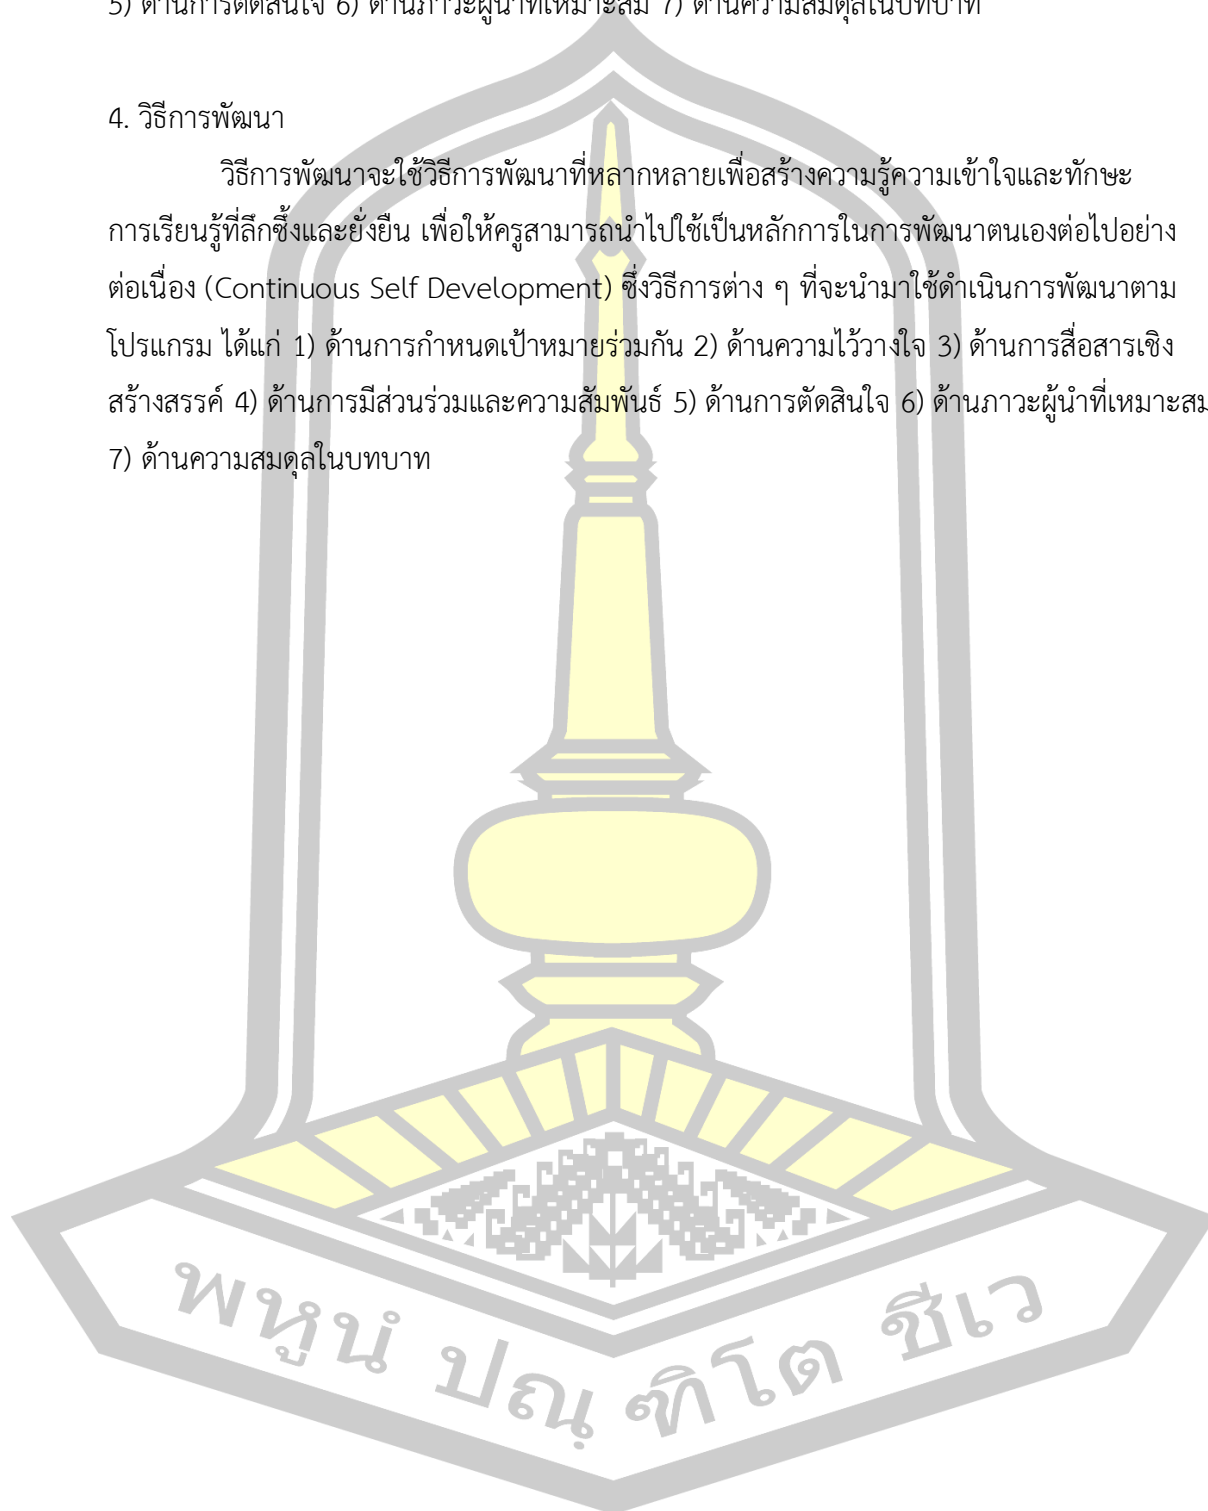 5) ด้านการตัดสินใจ 6) ด้านภาวะผู้นำที่เหมาะสม 7) ด้านความสมดุลในบทบาท
4. วิธีการพัฒนา
วิธีการพัฒนาจะใช้วิธีการพัฒนาที่หลากหลายเพื่อสร้างความรู้ความเข้าใจและทักษะ
การเรียนรู้ที่ลึกซึ้งและยั่งยืน เพื่อให้ครูสามารถนำไปใช้เป็นหลักการในการพัฒนาตนเองต่อไปอย่าง
ต่อเนื่อง (Continuous Self Development) ซึ่งวิธีการต่าง ๆ ที่จะนำมาใช้ดำเนินการพัฒนาตาม
โปรแกรม ได้แก่ 1) ด้านการกำหนดเป้าหมายร่วมกัน 2) ด้านความไว้วางใจ 3) ด้านการสื่อสารเชิง
สร้างสรรค์ 4) ด้านการมีส่วนร่วมและความสัมพันธ์ 5) ด้านการตัดสินใจ 6) ด้านภาวะผู้นำที่เหมาะสม
7) ด้านความสมดุลในบทบาท
พหูนํ ปณฺฑิโต ชีเว